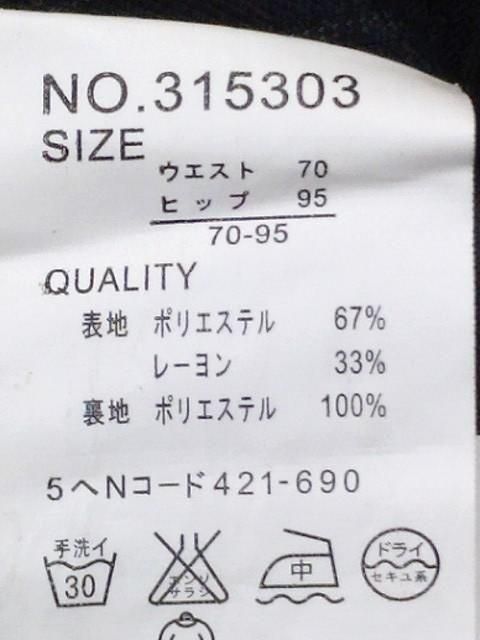 NO.315303
SIZE
ウエスト 70
ヒップ 95
70-95
QUALITY
表地 ポリエステル 67%
レーヨン 33%
裏地 ポリエステル 100%
5ヘNコード421-690
手洗イ
30
エンソ
サラシ
中
ドライ
セキユ系